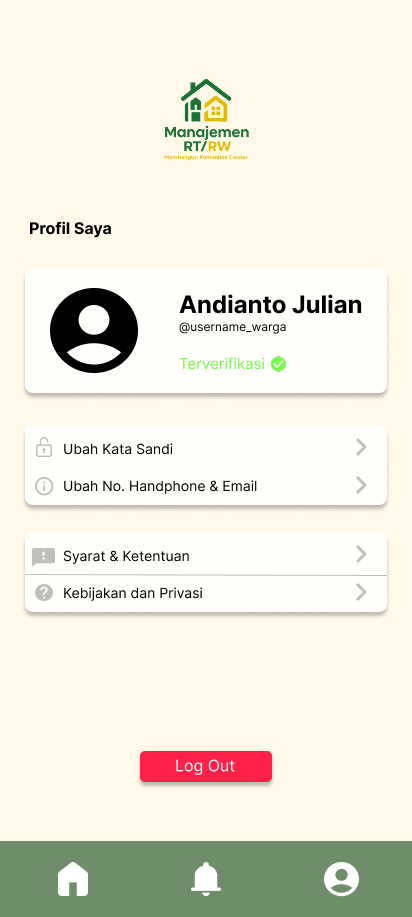 Manajemen
RT/RW
Membangun Komunitas Cerdas
Profil Saya
Andianto Julian
@username_warga
Terverifikasi
Ubah Kata Sandi
Ubah No. Handphone & Email
Syarat & Ketentuan
Kebijakan dan Privasi
Log Out